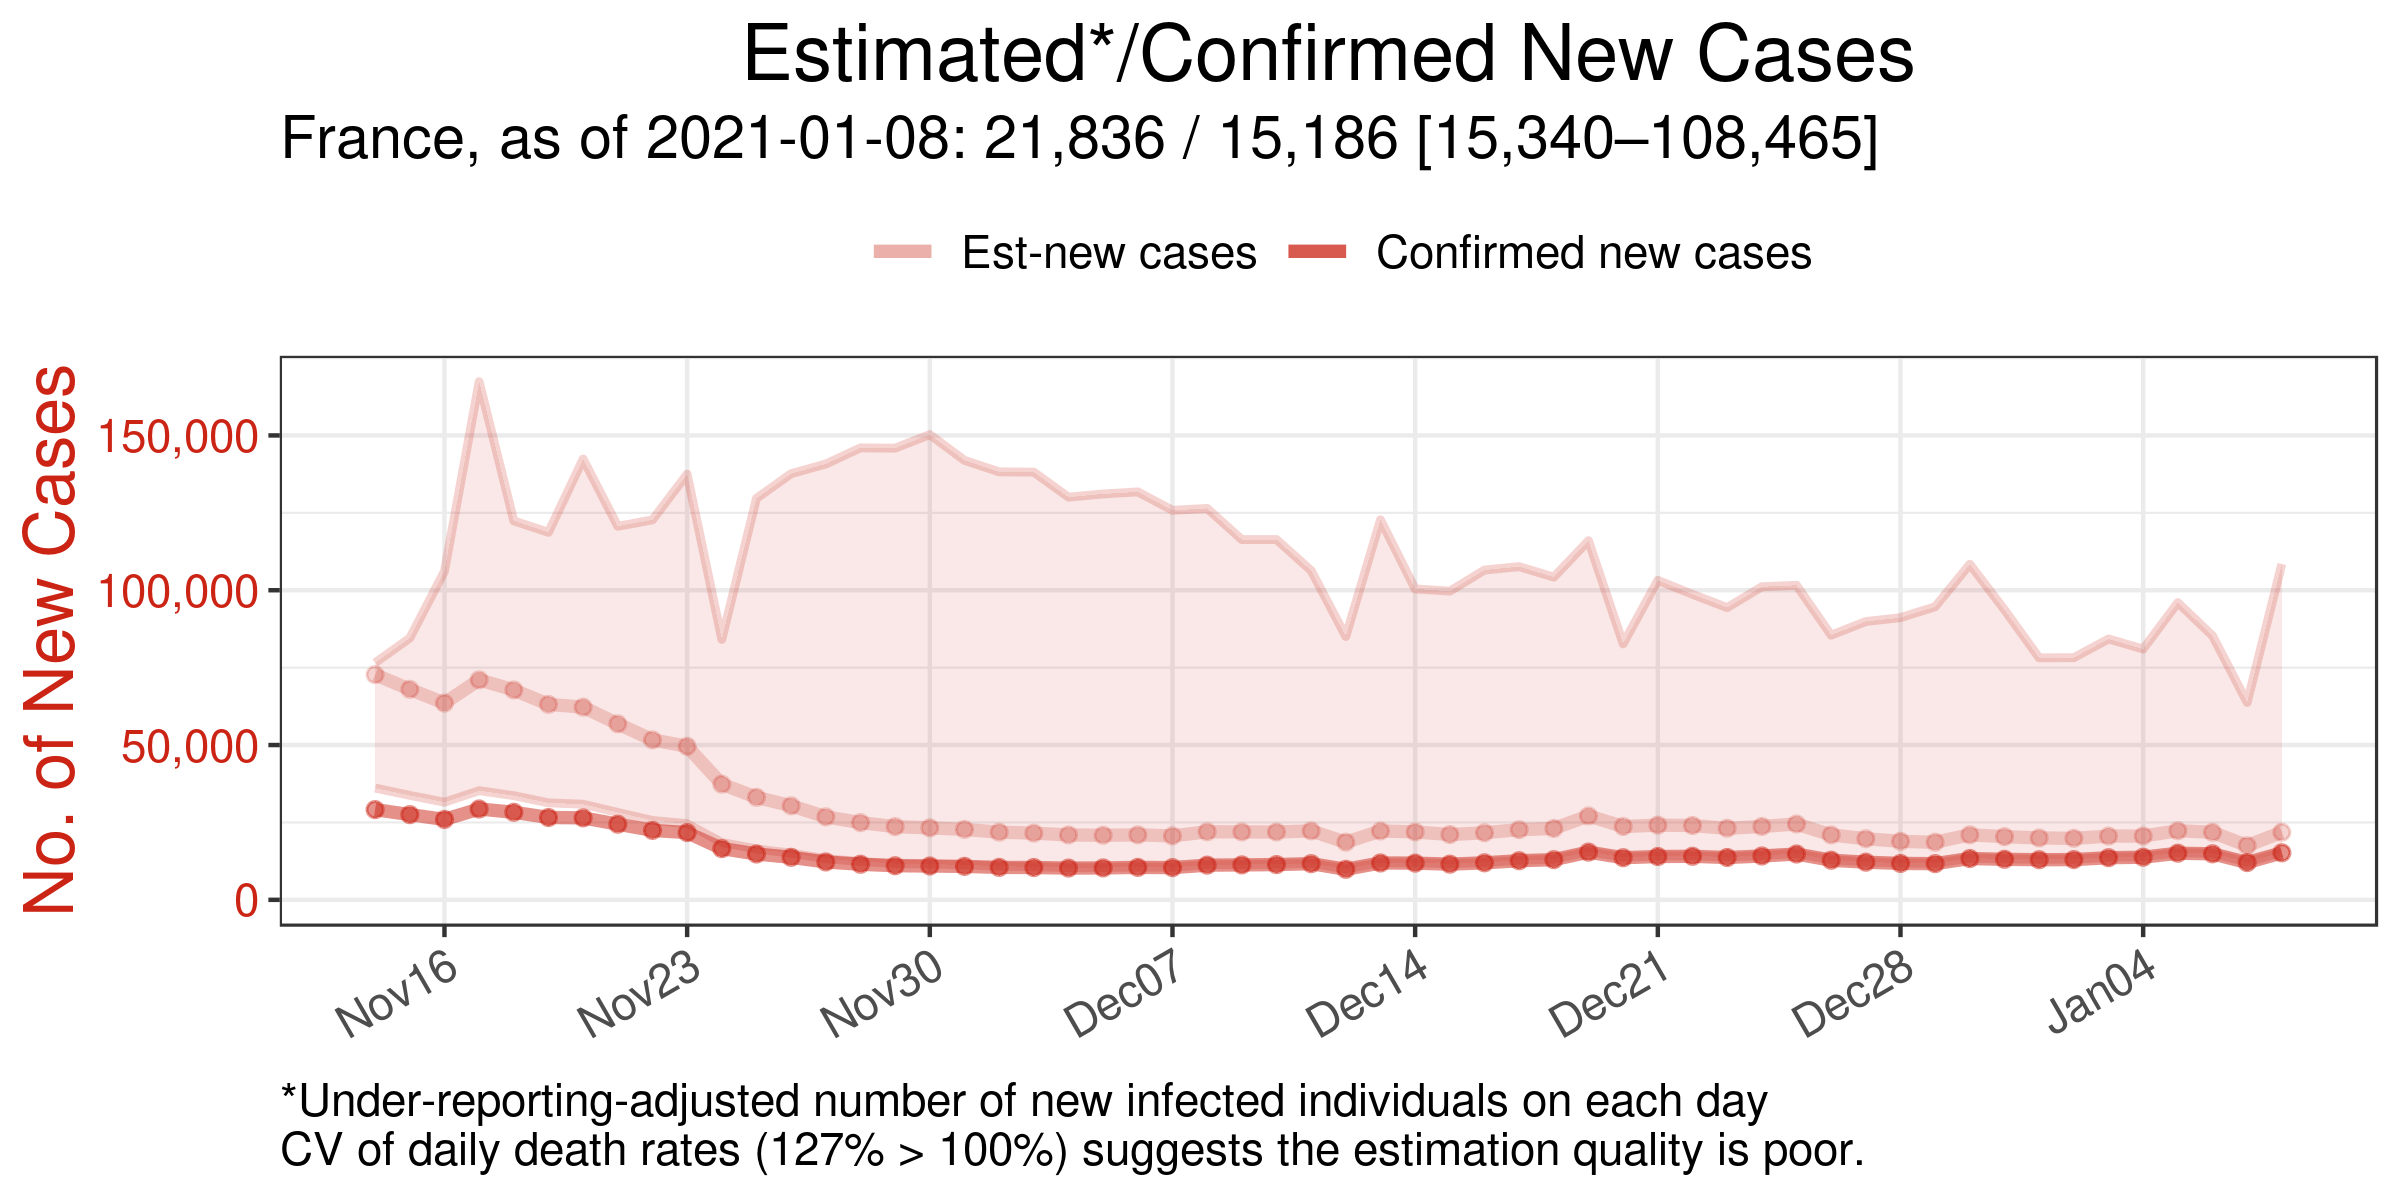 Estimated*/Confirmed New Cases
France, as of 2021-01-08: 21,836 / 15,186 [15,340–108,465]
Est-new cases
Confirmed new cases
No. of New Cases
150,000
100,000
50,000
0
Nov16
Nov23
Nov30
Dec07
Dec14
Dec21
Dec28
Jan04
*Under-reporting-adjusted number of new infected individuals on each day
CV of daily death rates (127% > 100%) suggests the estimation quality is poor.